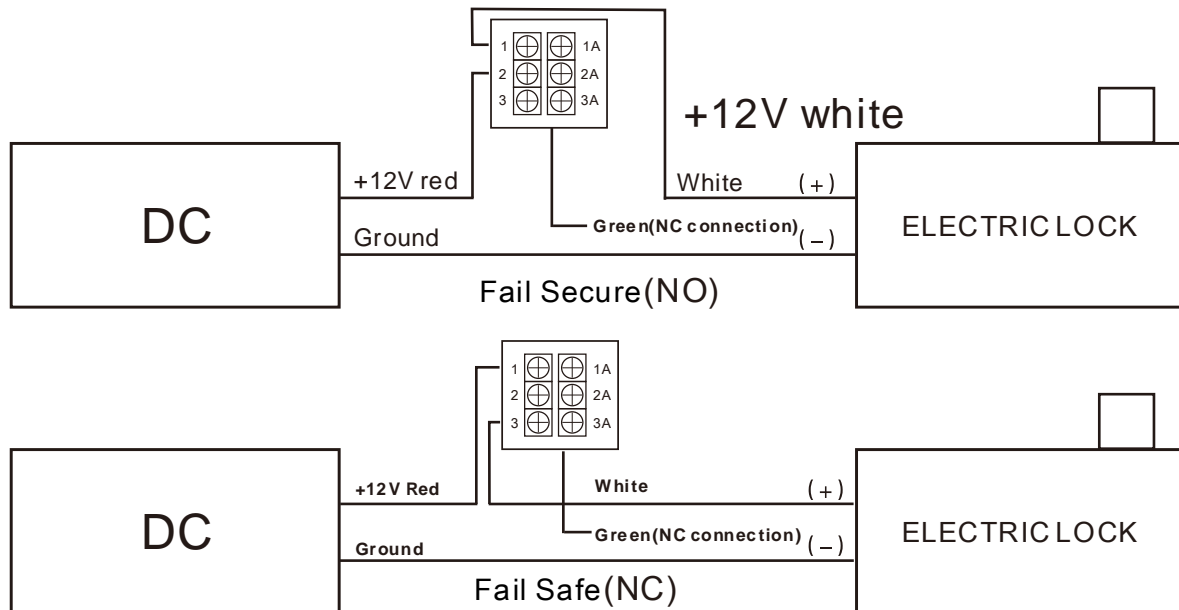 1 1A
2 2A
3 3A
+12V white
+12V red
White (+)
DC
Green(NC connection) (-)
ELECTRIC LOCK
Ground
Fail Secure(NO)
1 1A
2 2A
3 3A
+12V Red
White (+)
DC
Green(NC connection) (-)
ELECTRIC LOCK
Ground
Fail Safe(NC)